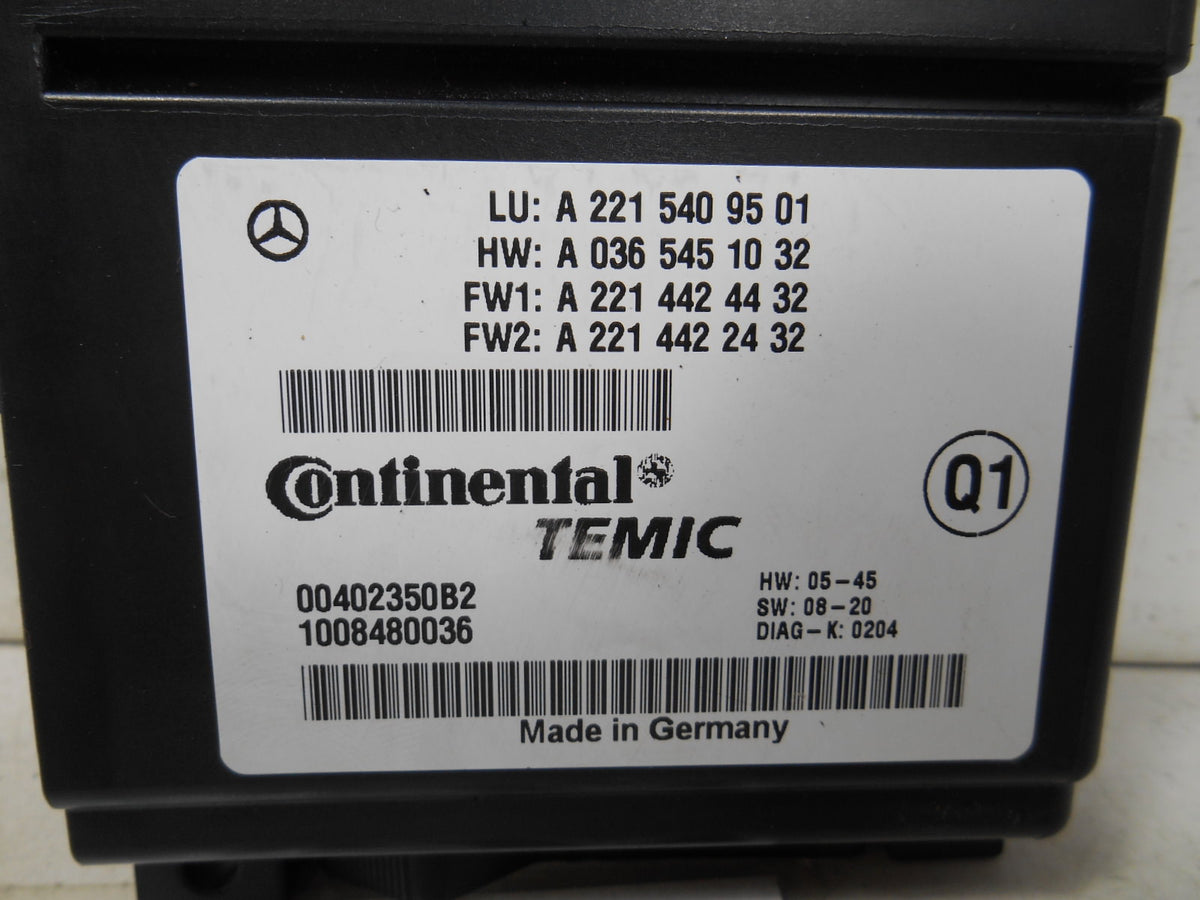 LU: A 221 540 95 01
HW: A 036 545 10 32
FW1: A 221 442 44 32
FW2: A 221 442 24 32
Continental
TEMIC
Q1
00402350B2
1008480036
HW: 05-45
SW: 08-20
DIAG-K: 0204
Made in Germany